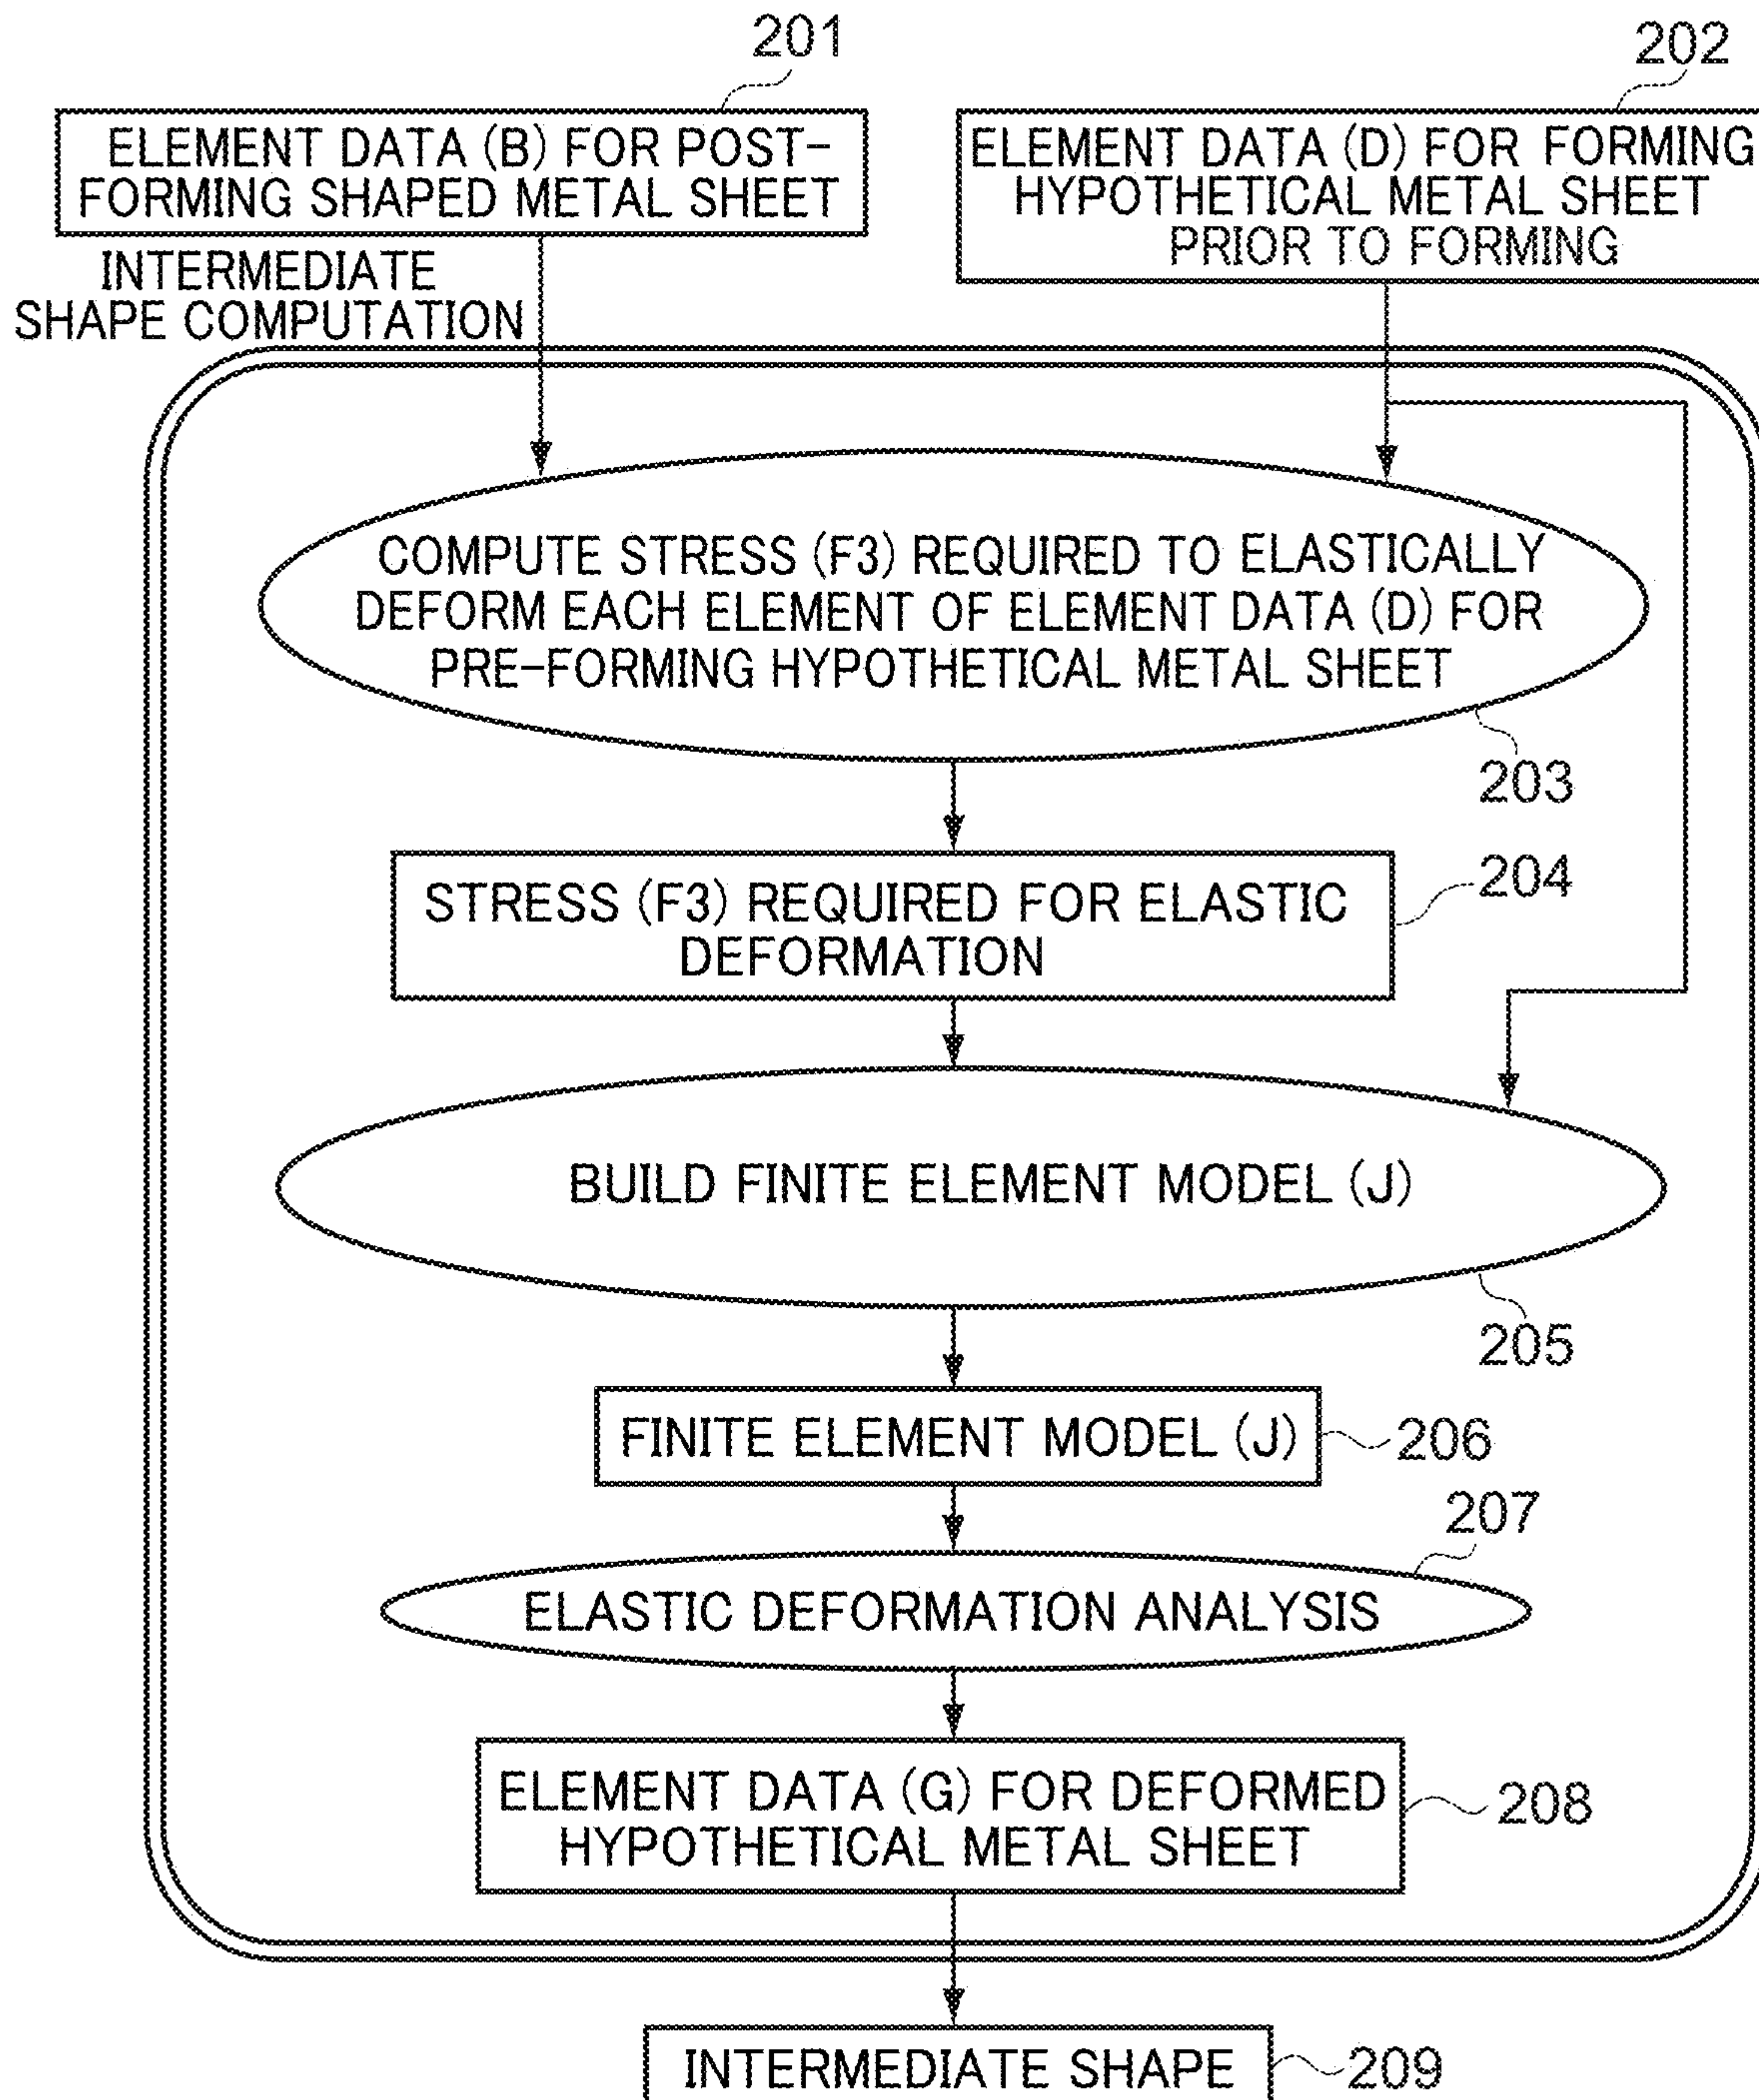 201
202
ELEMENT DATA (B) FOR POST-
FORMING SHAPED METAL SHEET
ELEMENT DATA (D) FOR FORMING
HYPOTHETICAL METAL SHEET
PRIOR TO FORMING
INTERMEDIATE
SHAPE COMPUTATION
COMPUTE STRESS (F3) REQUIRED TO ELASTICALLY
DEFORM EACH ELEMENT OF ELEMENT DATA (D) FOR
PRE-FORMING HYPOTHETICAL METAL SHEET
203
STRESS (F3) REQUIRED FOR ELASTIC
DEFORMATION
204
BUILD FINITE ELEMENT MODEL (J)
205
FINITE ELEMENT MODEL (J)
206
207
ELASTIC DEFORMATION ANALYSIS
ELEMENT DATA (G) FOR DEFORMED
HYPOTHETICAL METAL SHEET
208
INTERMEDIATE SHAPE
209